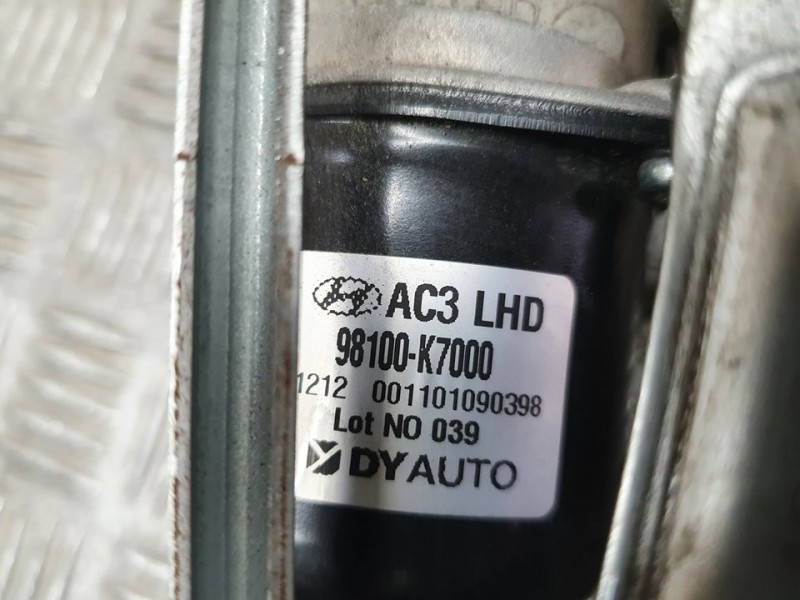 AC3 LHD
98100-K7000
1212 001101090398
Lot NO 039
DYAUTO